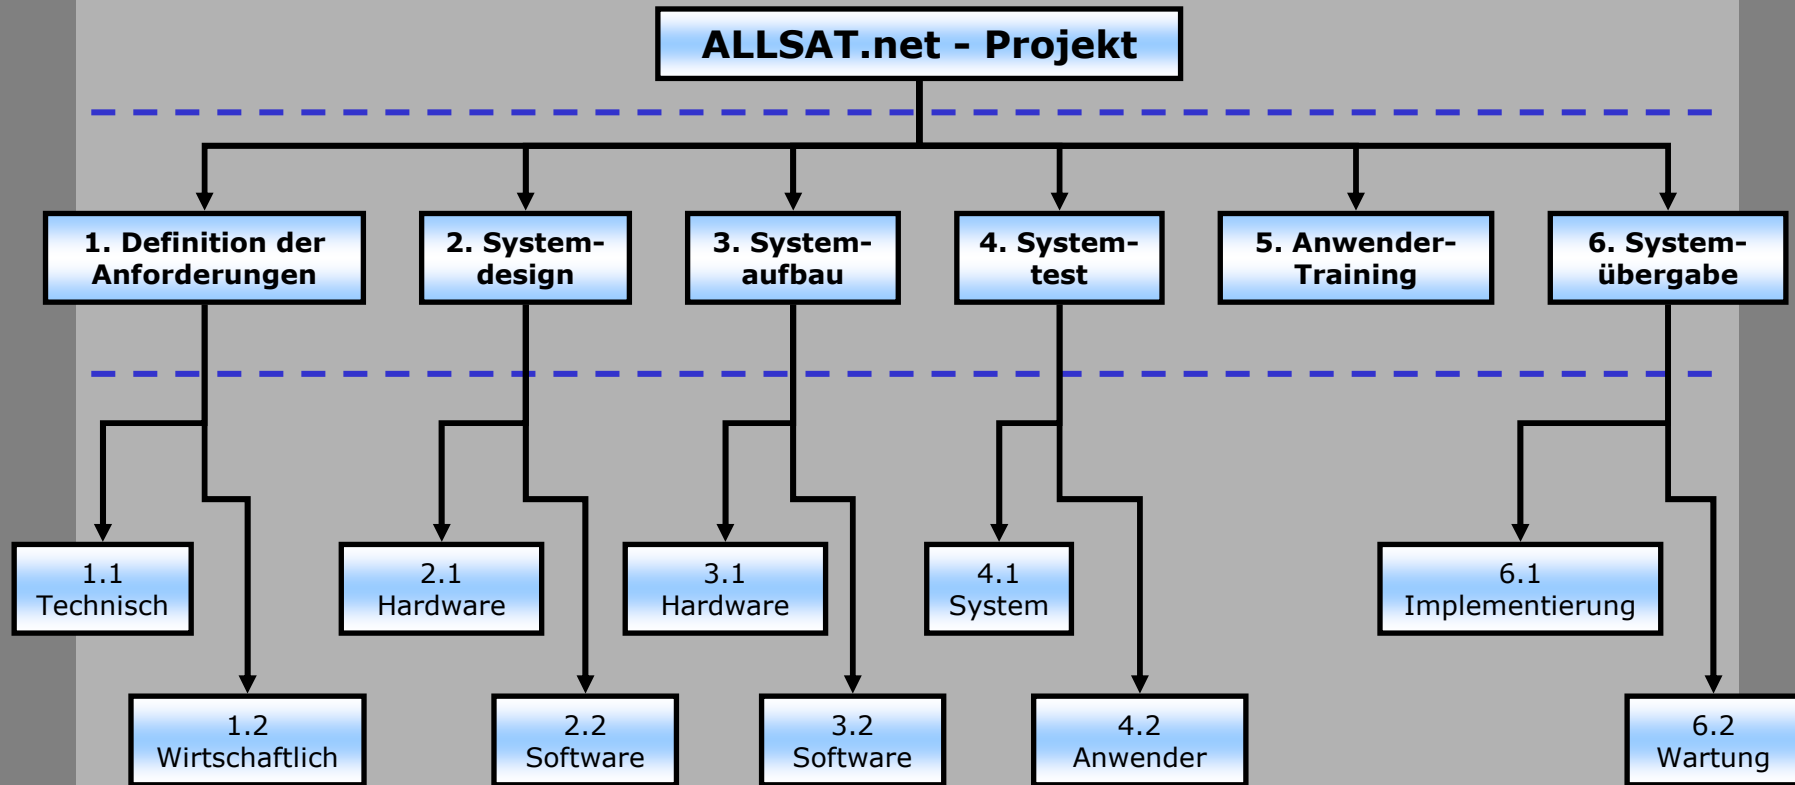 ALLSAT.net - Projekt
1. Definition der
Anforderungen
2. System-
design
3. System-
aufbau
4. System-
test
5. Anwender-
Training
6. System-
übergabe
1.1
Technisch
2.1
Hardware
3.1
Hardware
4.1
System
6.1
Implementierung
1.2
Wirtschaftlich
2.2
Software
3.2
Software
4.2
Anwender
6.2
Wartung